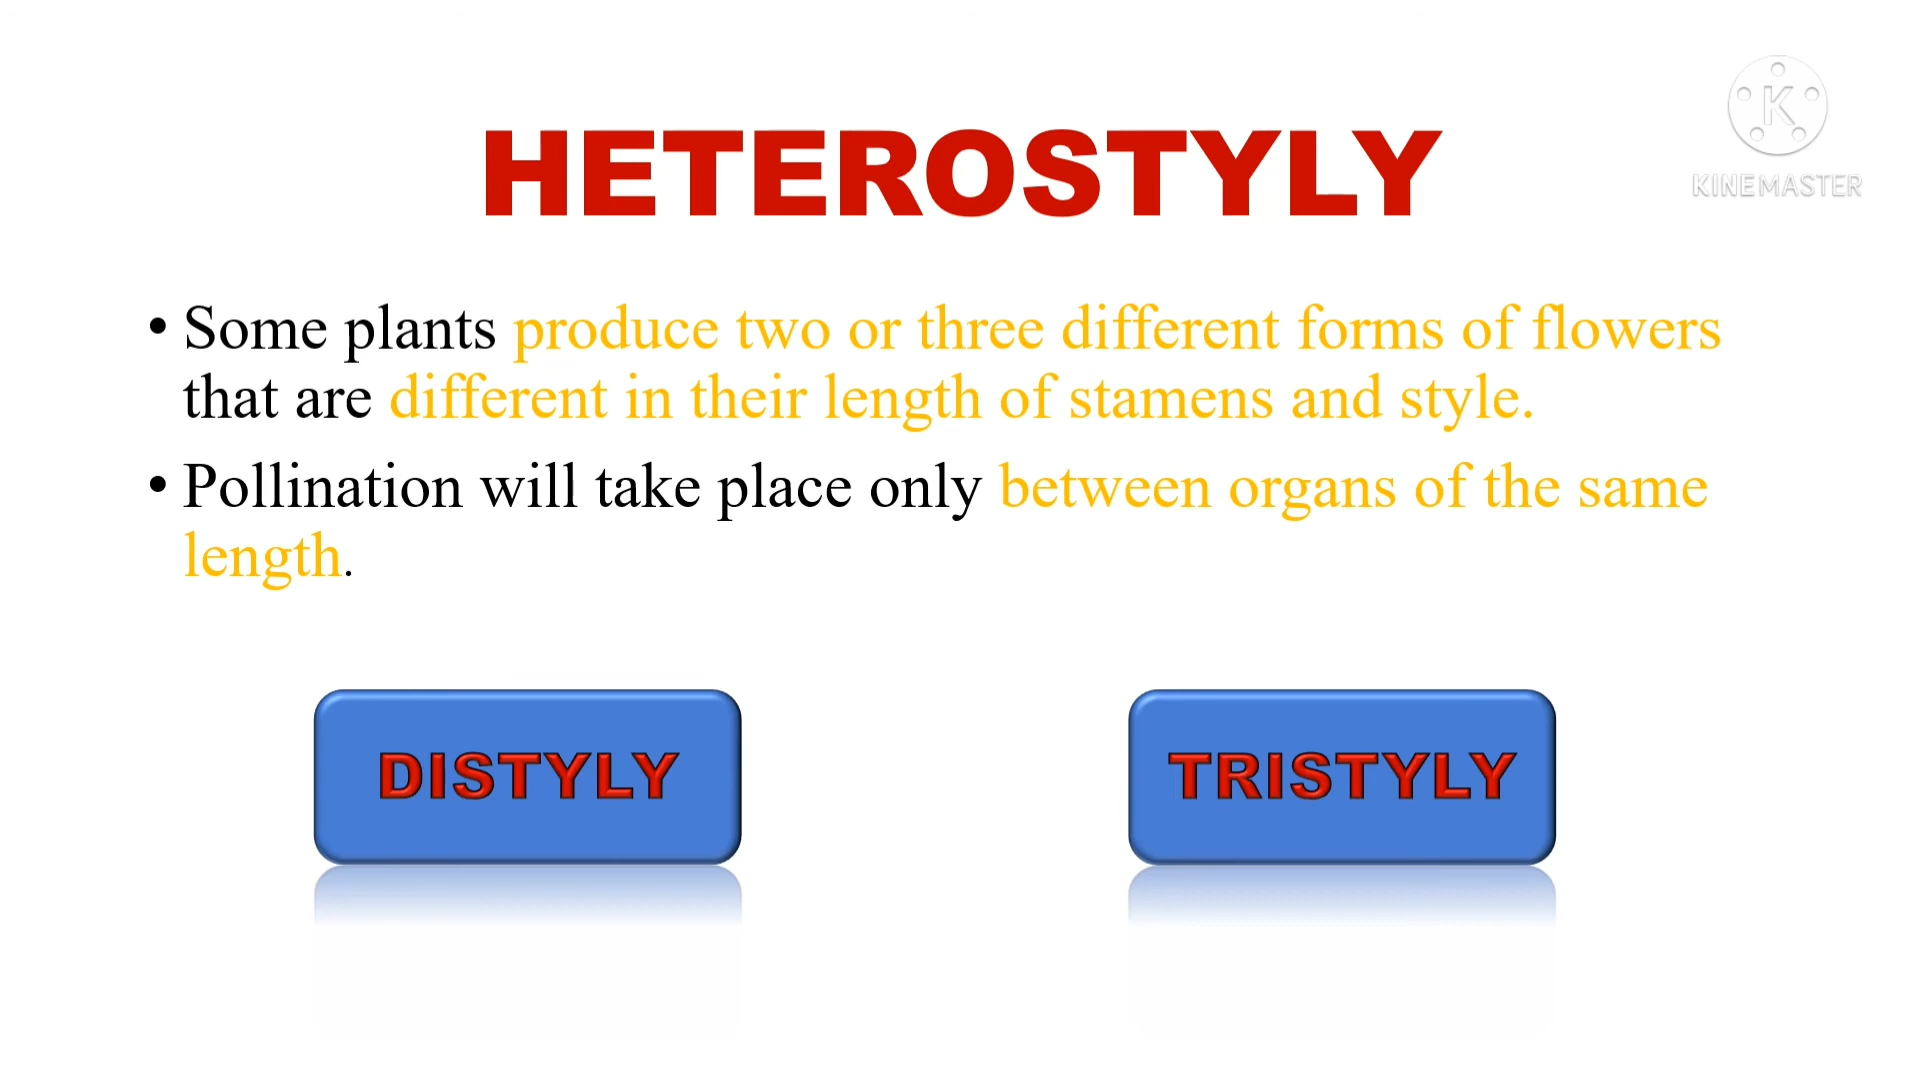 K
KINEMASTER
HETEROSTYLY
• Some plants produce two or three different forms of flowers
that are different in their length of stamens and style.
• Pollination will take place only between organs of the same
length.
DISTYLY
TRISTYLY